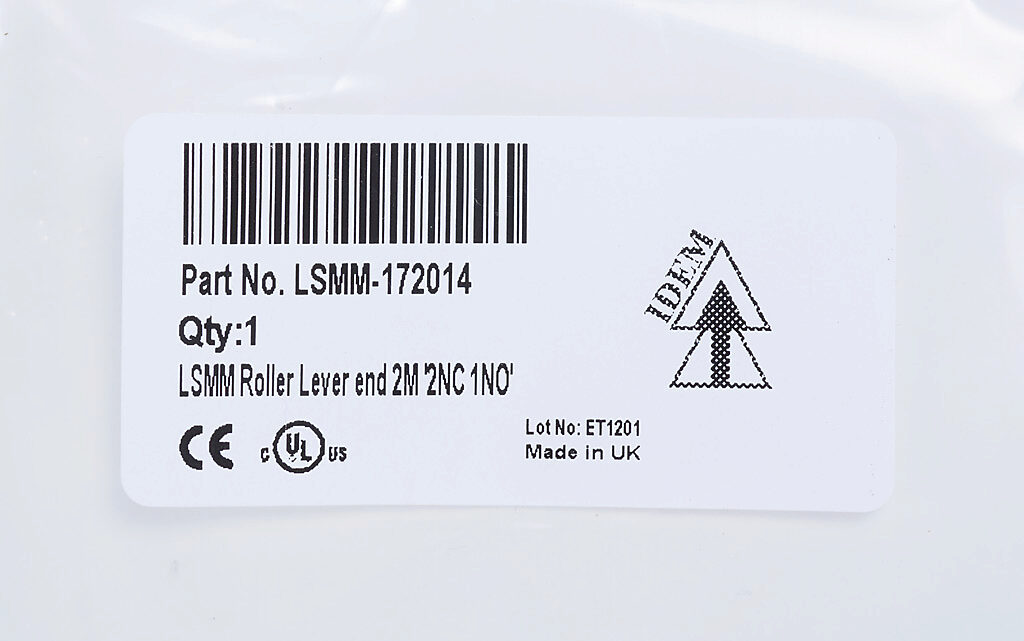 Part No. LSMM-172014
Qty:1
LSMM Roller Lever end 2M '2NC 1NO'
CE
C UL US
Lot No: ET1201
Made in UK
IDEM